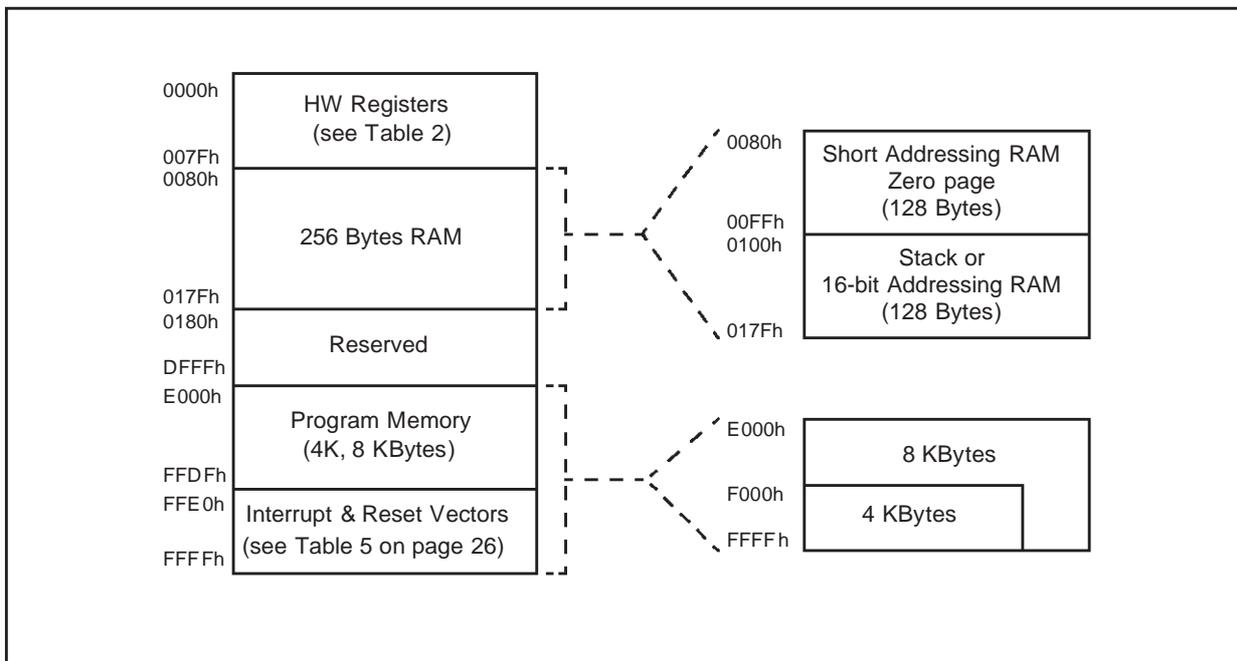 0000h
HW Registers
(see Table 2)
007Fh
0080h
256 Bytes RAM
017Fh
0180h
Reserved
DFFFh
E000h
Program Memory
(4K, 8 KBytes)
FFDFh
FFE0h
Interrupt & Reset Vectors
(see Table 5 on page 26)
FFFFh
0080h
Short Addressing RAM
Zero page
(128 Bytes)
00FFh
0100h
Stack or
16-bit Addressing RAM
(128 Bytes)
017Fh
E000h
8 KBytes
F000h
4 KBytes
FFFFh